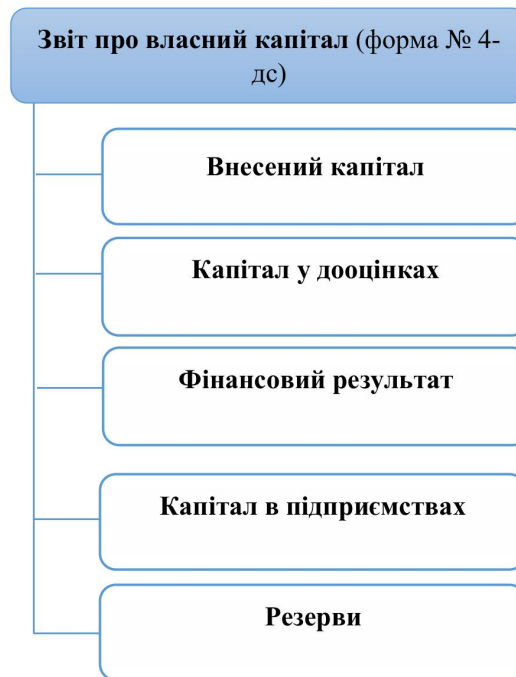 Звіт про власний капітал (форма № 4-
дс)
Внесений капітал
Капітал у дооцінках
Фінансовий результат
Капітал в підприємствах
Резерви